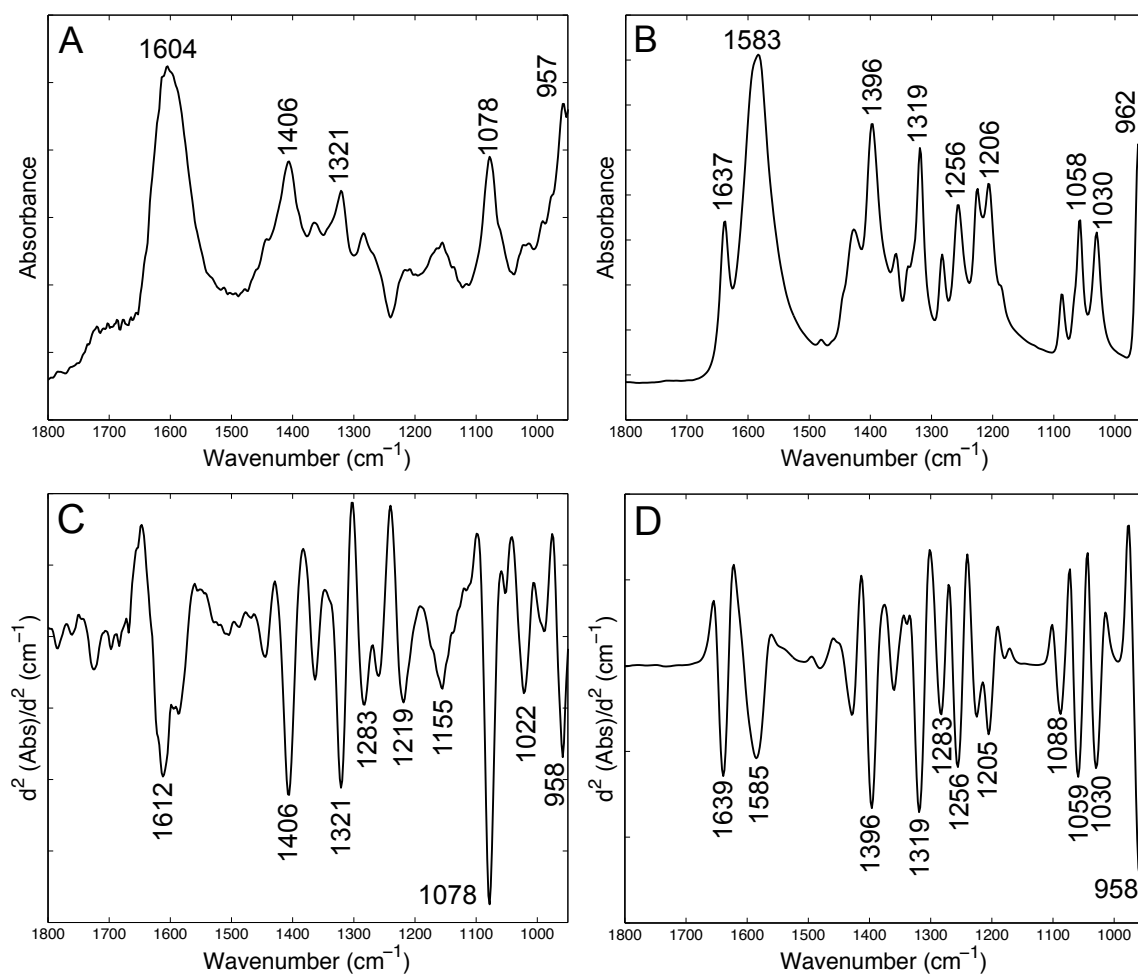 A
1604
1406
1321
1078
957
Absorbance
1800 1700 1600 1500 1400 1300 1200 1100 1000
Wavenumber (cm⁻¹)
B
1637
1583
1396
1319
1256
1206
1058
1030
962
Absorbance
1800 1700 1600 1500 1400 1300 1200 1100 1000
Wavenumber (cm⁻¹)
C
1612
1406
1321
1283
1219
1155
1078
1022
958
d² (Abs)/d² (cm⁻¹)
1800 1700 1600 1500 1400 1300 1200 1100 1000
Wavenumber (cm⁻¹)
D
1639
1585
1396
1319
1283
1256
1205
1088
1059
1030
958
d² (Abs)/d² (cm⁻¹)
1800 1700 1600 1500 1400 1300 1200 1100 1000
Wavenumber (cm⁻¹)